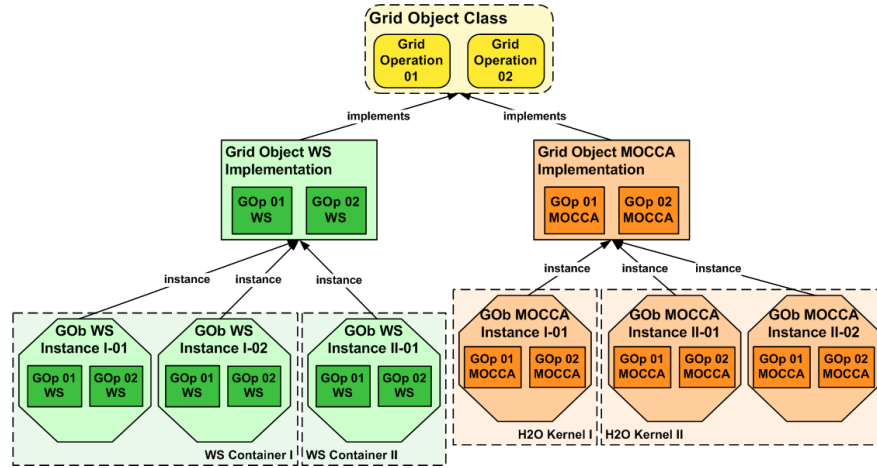 Grid Object Class
Grid
Operation
01
Grid
Operation
02
implements
implements
Grid Object WS
Implementation
GOp 01
WS
GOp 02
WS
Grid Object MOCCA
Implementation
GOp 01
MOCCA
GOp 02
MOCCA
instance
instance
instance
instance
instance
instance
GOb WS
Instance I-01
GOp 01
WS
GOp 02
WS
GOb WS
Instance I-02
GOp 01
WS
GOp 02
WS
WS Container I
GOb WS
Instance II-01
GOp 01
WS
GOp 02
WS
WS Container II
GOb MOCCA
Instance I-01
GOp 01
MOCCA
GOp 02
MOCCA
H2O Kernel I
GOb MOCCA
Instance II-01
GOp 01
MOCCA
GOp 02
MOCCA
GOb MOCCA
Instance II-02
GOp 01
MOCCA
GOp 02
MOCCA
H2O Kernel II